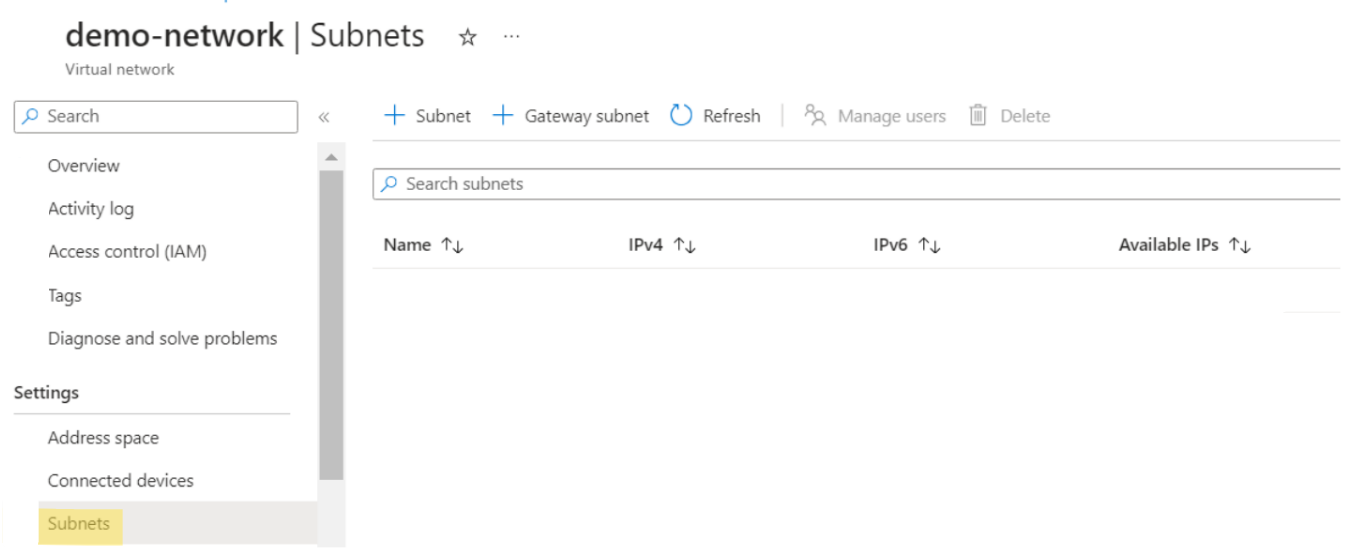 demo-network | Subnets ☆ ···
Virtual network
Search «
+ Subnet + Gateway subnet Refresh Manage users Delete
Overview
Search subnets
Activity log
Name ↑↓ IPv4 ↑↓ IPv6 ↑↓ Available IPs ↑↓
Access control (IAM)
Tags
Diagnose and solve problems
Settings
Address space
Connected devices
Subnets